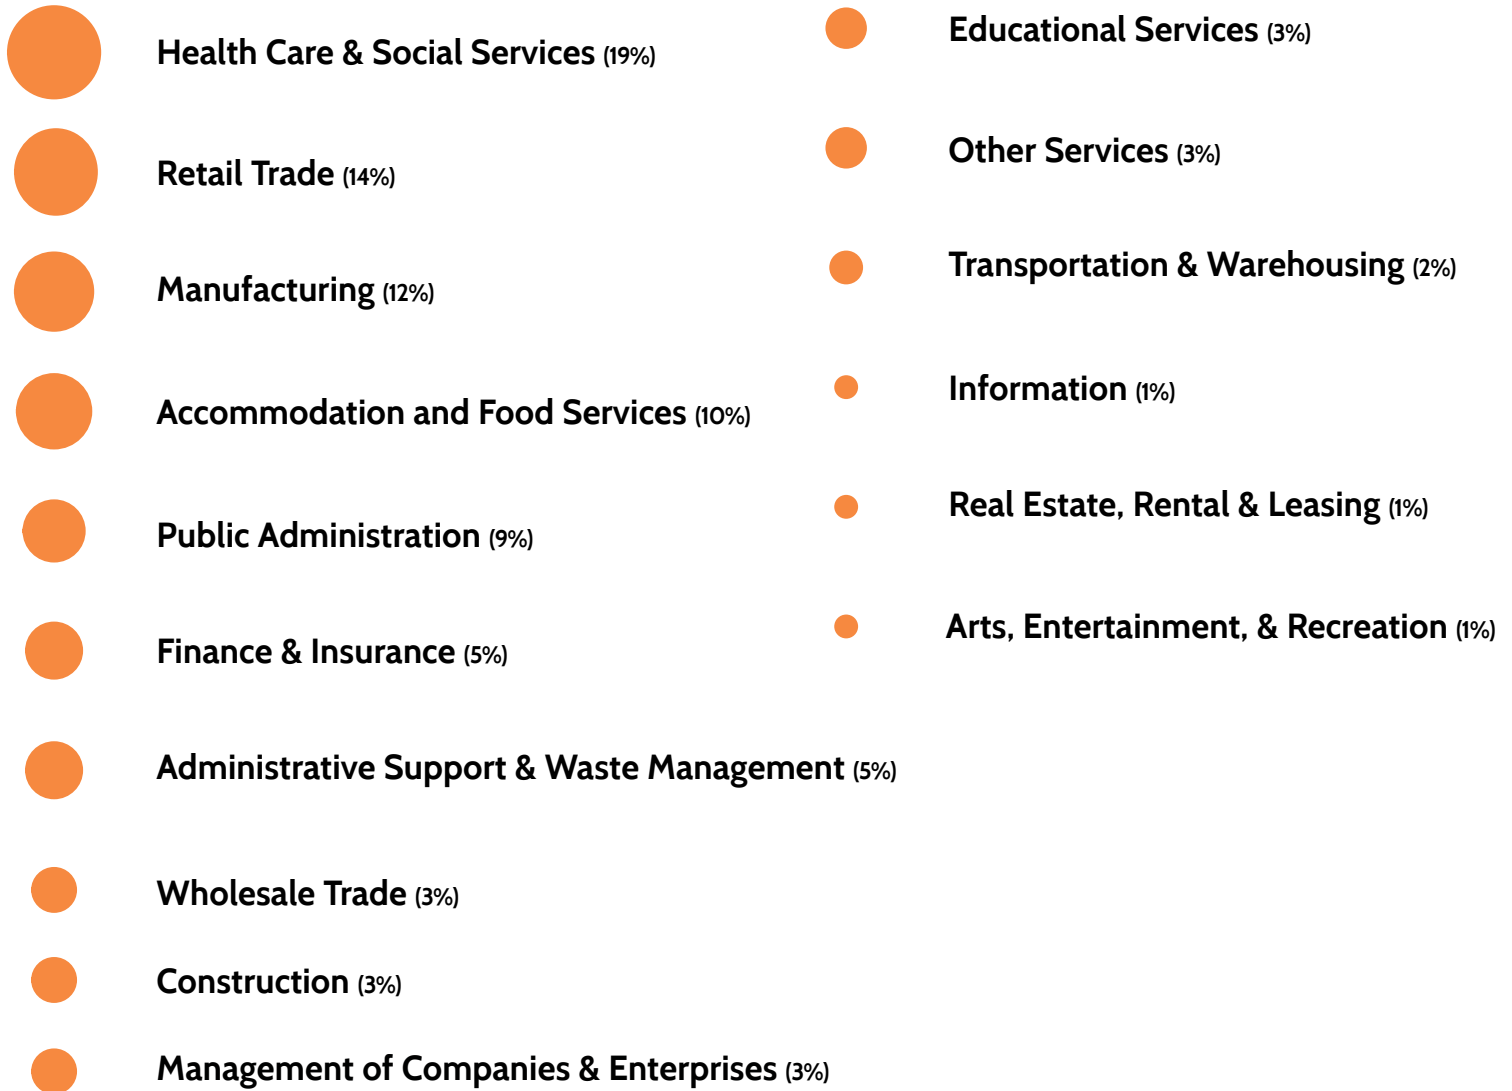 Health Care & Social Services (19%)
Retail Trade (14%)
Manufacturing (12%)
Accommodation and Food Services (10%)
Public Administration (9%)
Finance & Insurance (5%)
Administrative Support & Waste Management (5%)
Wholesale Trade (3%)
Construction (3%)
Management of Companies & Enterprises (3%)
Educational Services (3%)
Other Services (3%)
Transportation & Warehousing (2%)
Information (1%)
Real Estate, Rental & Leasing (1%)
Arts, Entertainment, & Recreation (1%)